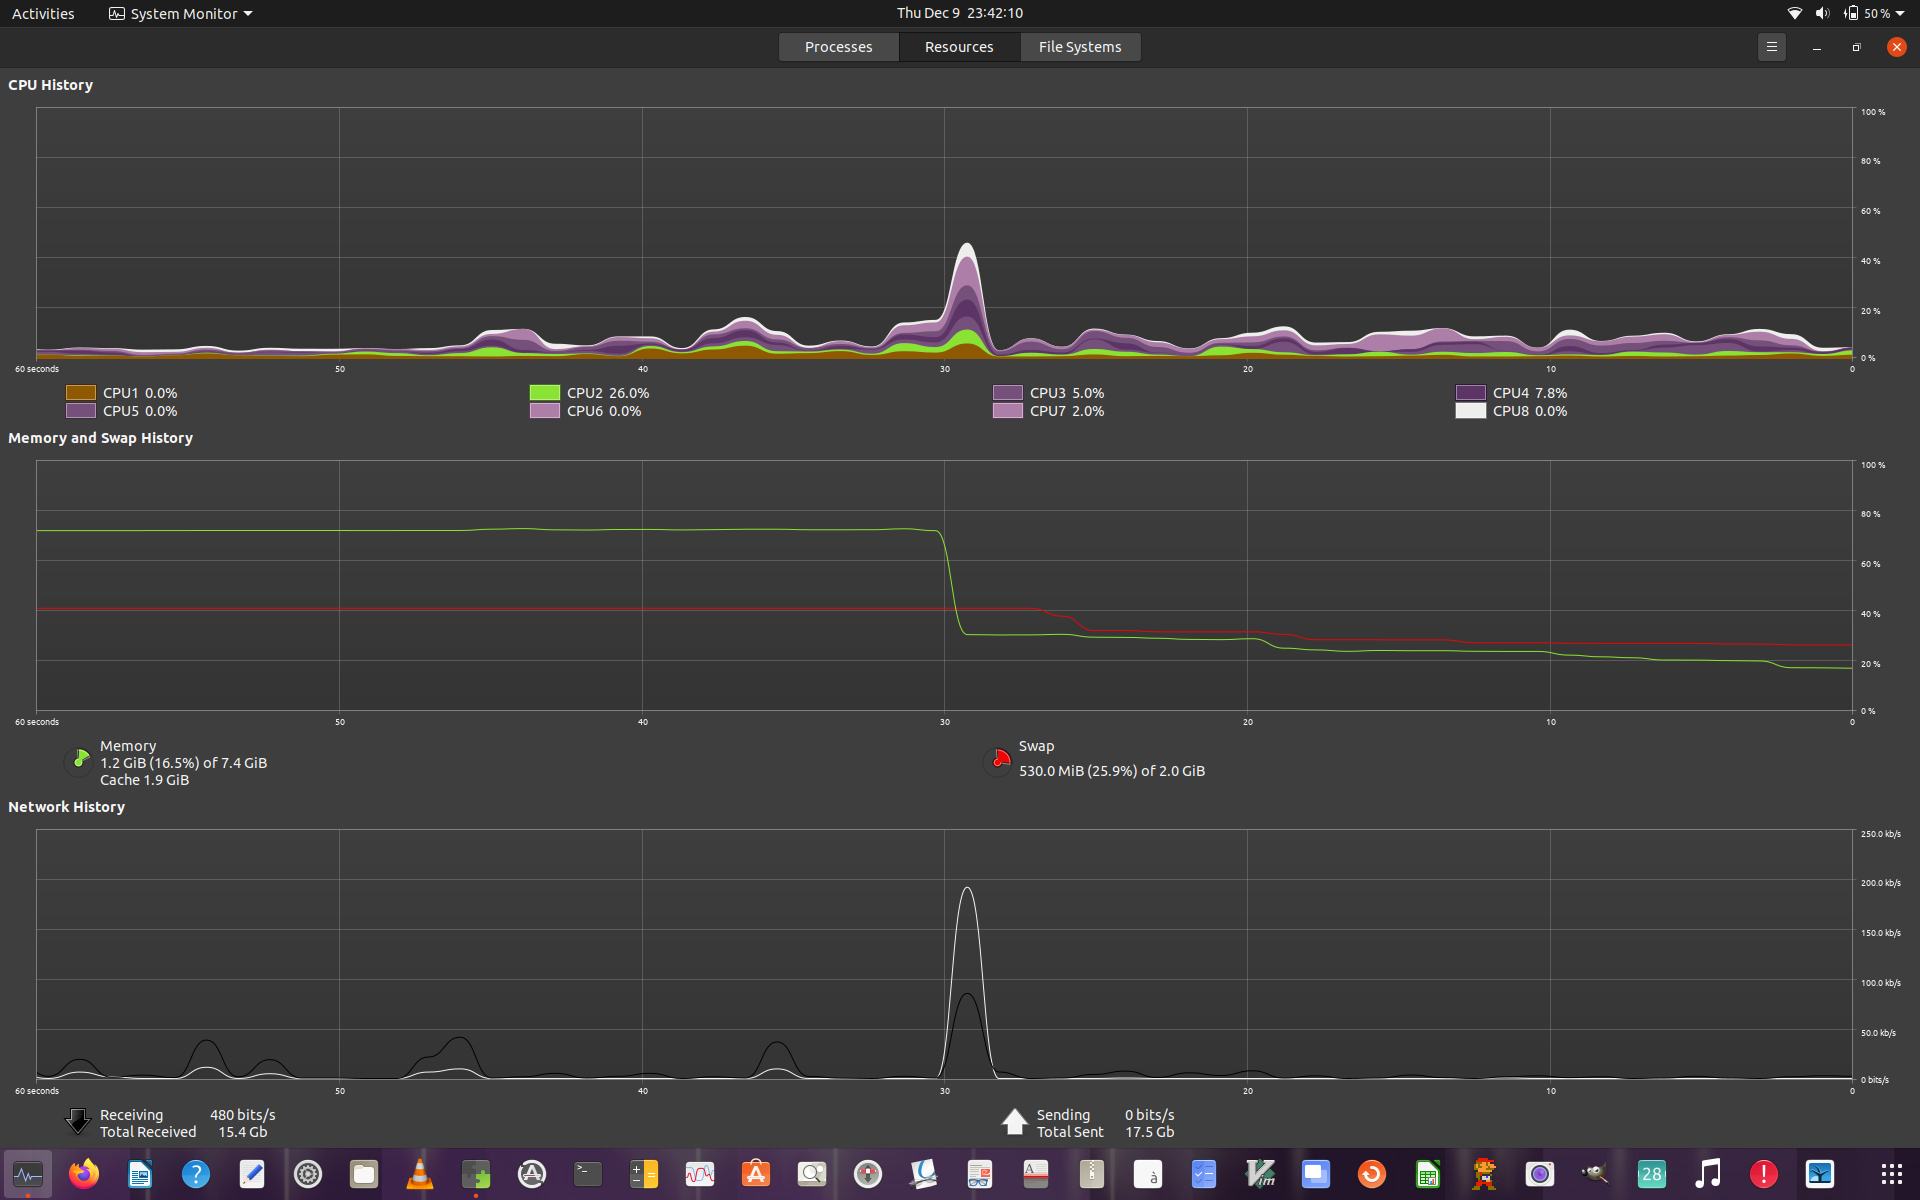 Activities System Monitor Thu Dec 9 23:42:10 50 %
Processes Resources File Systems
CPU History
100 %
80 %
60 %
40 %
20 %
0 %
60 seconds 50 40 30 20 10 0
CPU1 0.0% CPU2 26.0% CPU3 5.0% CPU4 7.8%
CPU5 0.0% CPU6 0.0% CPU7 2.0% CPU8 0.0%
Memory and Swap History
100 %
80 %
60 %
40 %
20 %
0 %
60 seconds 50 40 30 20 10 0
Memory Swap
1.2 GiB (16.5%) of 7.4 GiB 530.0 MiB (25.9%) of 2.0 GiB
Cache 1.9 GiB
Network History
250.0 kb/s
200.0 kb/s
150.0 kb/s
100.0 kb/s
50.0 kb/s
0 bits/s
60 seconds 50 40 30 20 10 0
Receiving 480 bits/s Sending 0 bits/s
Total Received 15.4 Gb Total Sent 17.5 Gb
? >_ A à Vim 28 !